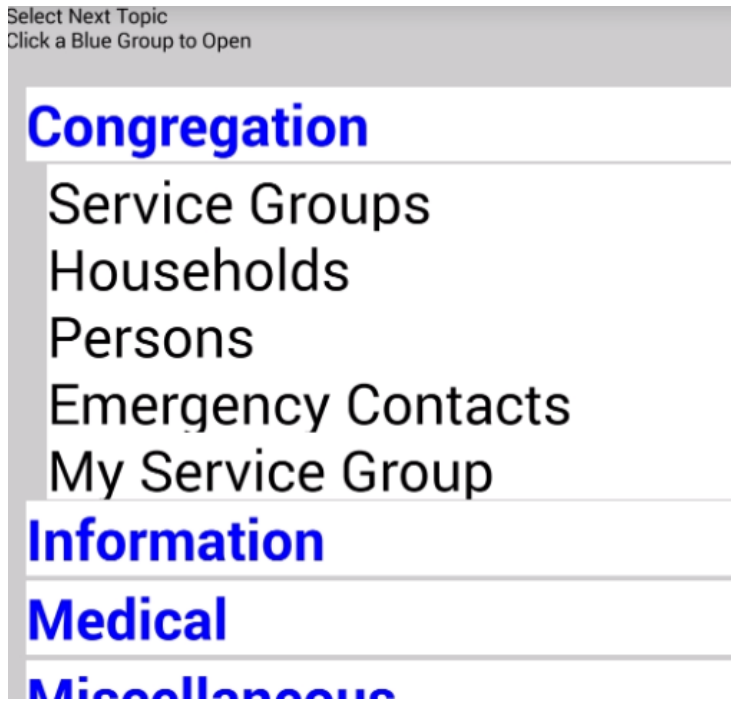 Select Next Topic
Click a Blue Group to Open
Congregation
Service Groups
Households
Persons
Emergency Contacts
My Service Group
Information
Medical
Miscellaneous